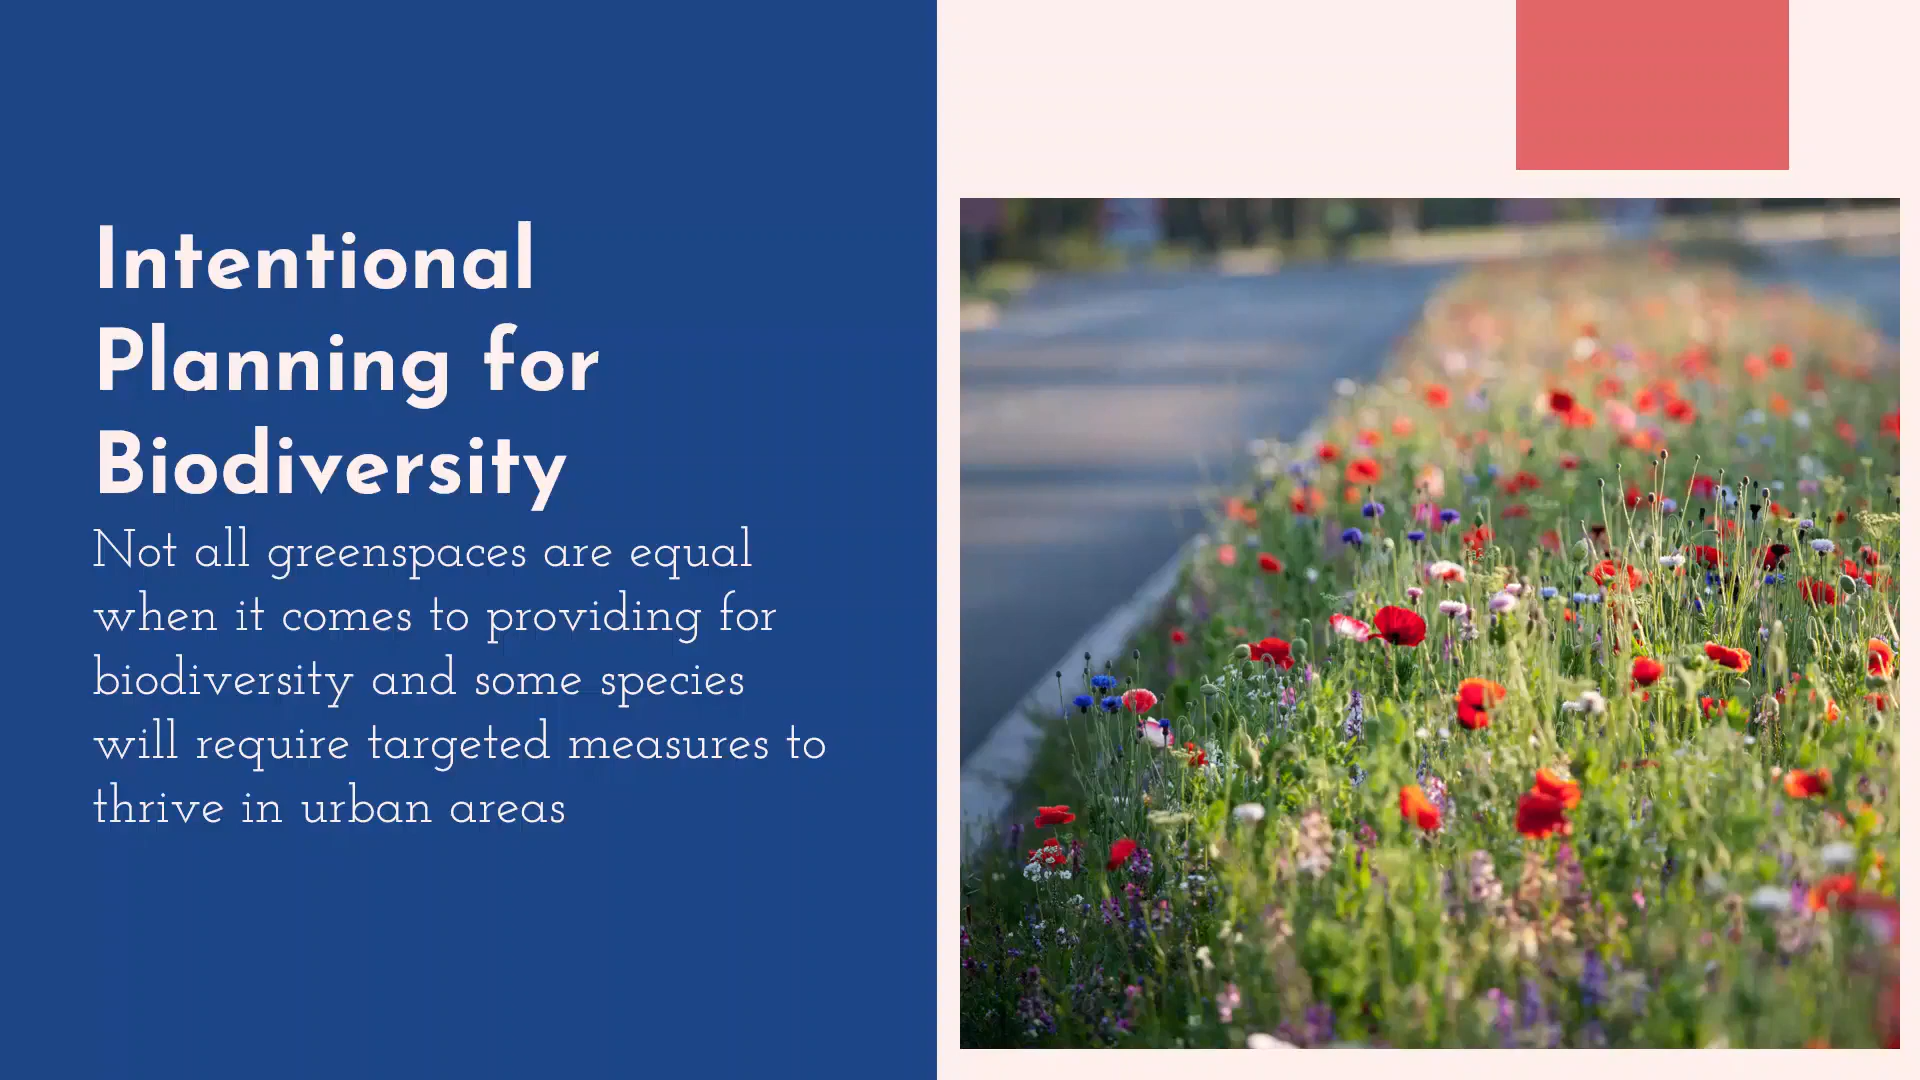 Intentional
Planning for
Biodiversity
Not all greenspaces are equal
when it comes to providing for
biodiversity and some species
will require targeted measures to
thrive in urban areas